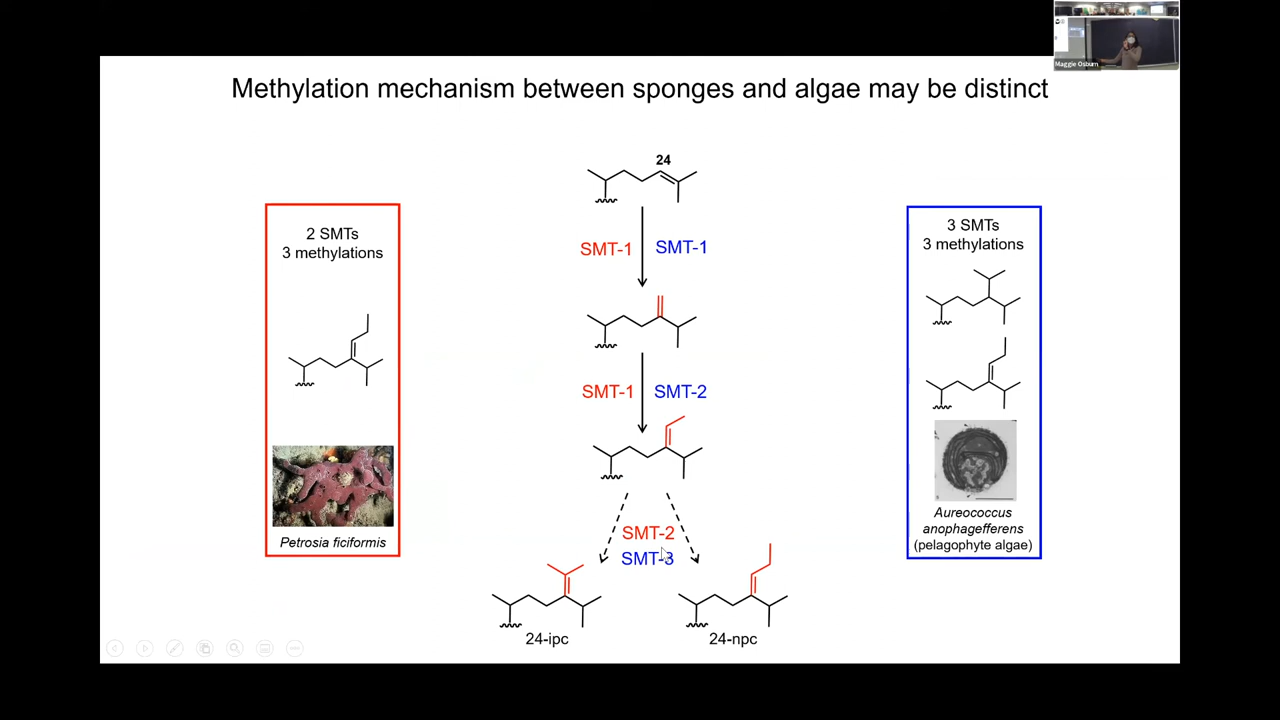 Maggie Osburn
Methylation mechanism between sponges and algae may be distinct
24
2 SMTs
3 methylations
Petrosia ficiformis
SMT-1
SMT-1
SMT-1
SMT-2
SMT-2
SMT-3
24-ipc
24-npc
3 SMTs
3 methylations
Aureococcus
anophagefferens
(pelagophyte algae)